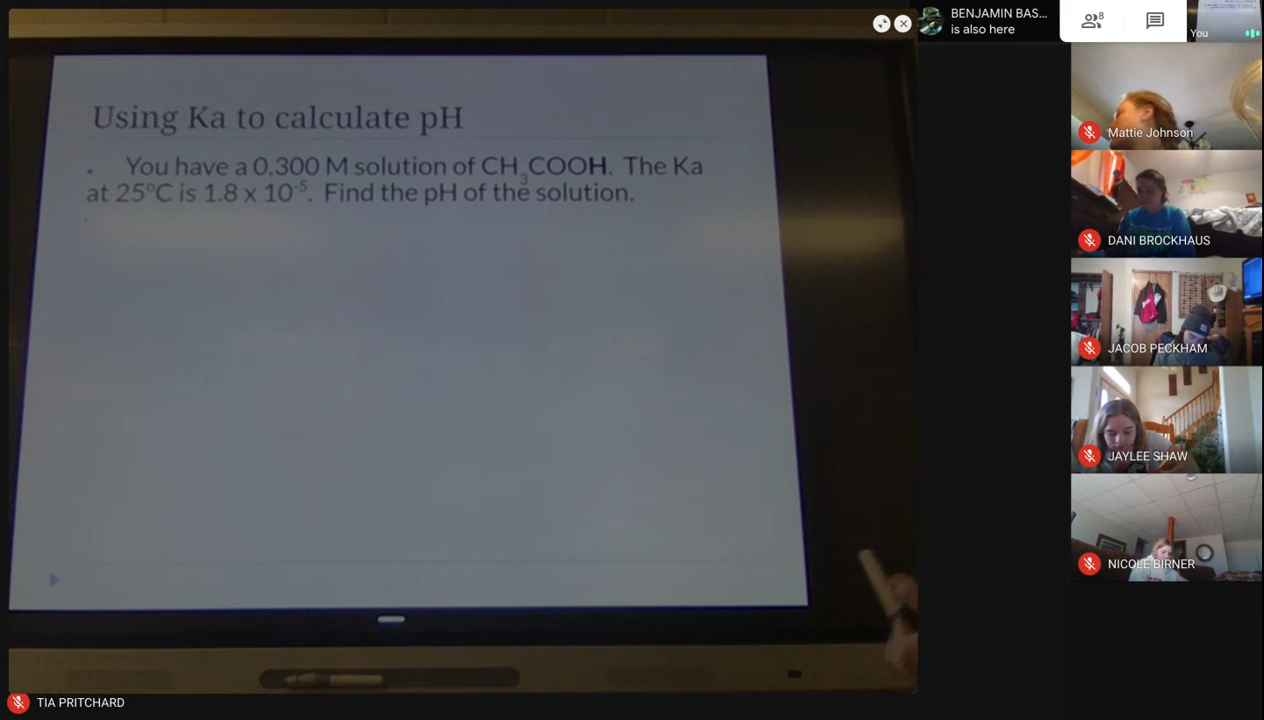 BENJAMIN BAS...
is also here
8
You
Using Ka to calculate pH
You have a 0.300 M solution of CH₃COOH. The Ka
at 25°C is 1.8 x 10⁻⁵. Find the pH of the solution.
Mattie Johnson
DANI BROCKHAUS
JACOB PECKHAM
JAYLEE SHAW
NICOLE BIRNER
TIA PRITCHARD